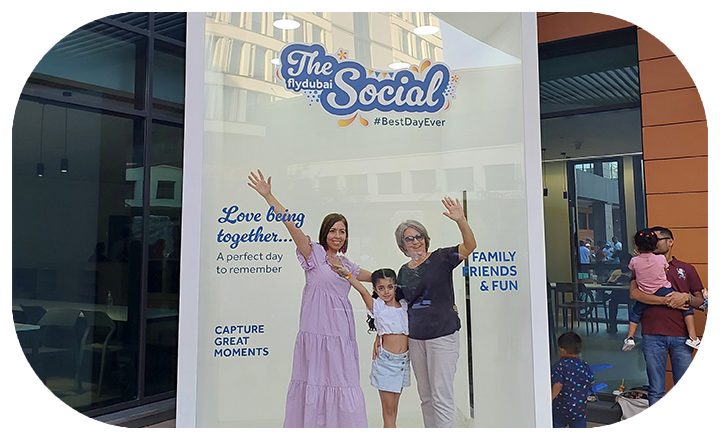 The
flydubai
Social
#BestDayEver
Love being
together...
A perfect day
to remember
FAMILY
FRIENDS
& FUN
CAPTURE
GREAT
MOMENTS